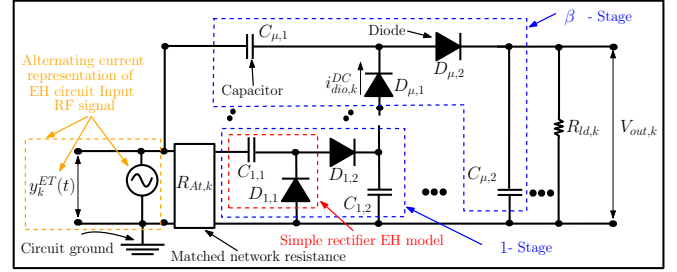 β - Stage
C_{μ,1}
Diode
Alternating current
representation of
EH circuit Input
RF signal
D_{μ,2}
i^{DC}_{dio,k}
D_{μ,1}
Capacitor
R_{ld,k}
V_{out,k}
C_{1,1}
D_{1,2}
y^{ET}_k(t)
R_{At,k}
D_{1,1}
C_{1,2}
C_{μ,2}
Simple rectifier EH model
1- Stage
Circuit ground
Matched network resistance